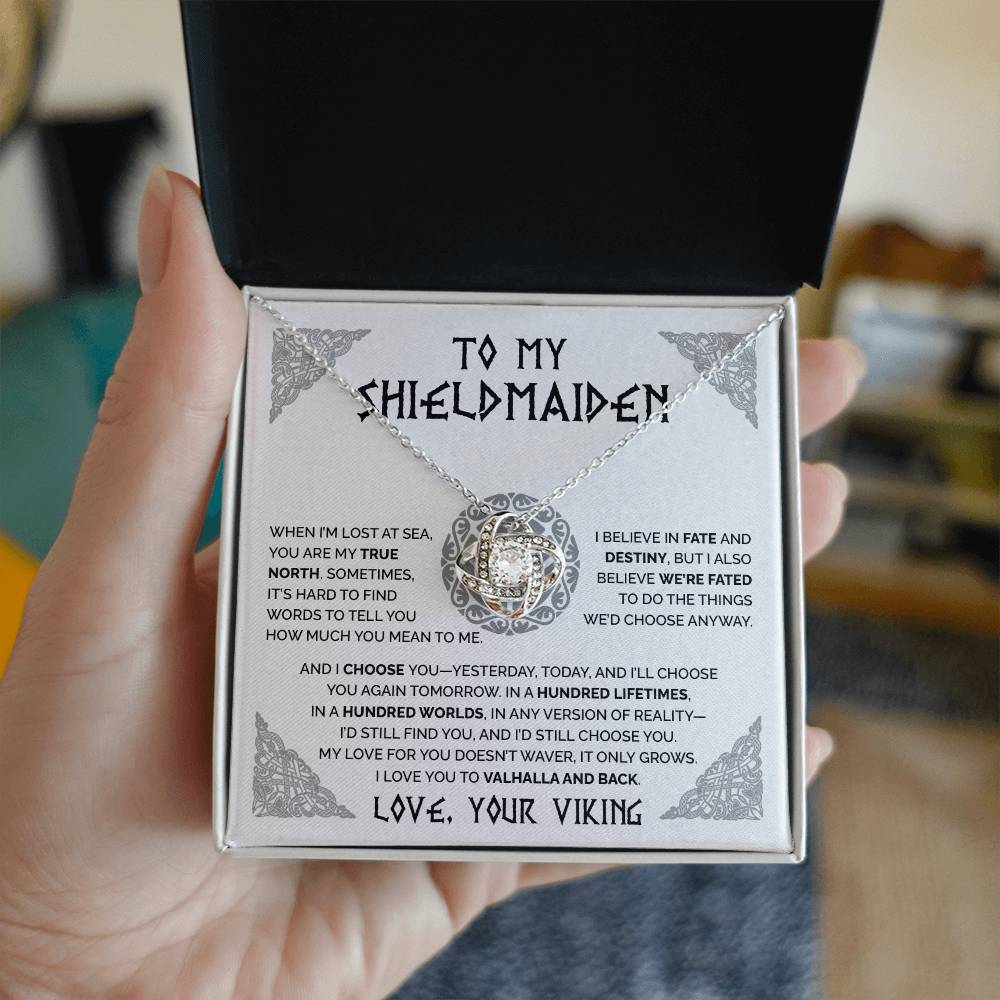 TO MY
SHIELDMAIDEN
WHEN I'M LOST AT SEA,
YOU ARE MY TRUE
NORTH. SOMETIMES,
IT'S HARD TO FIND
WORDS TO TELL YOU
HOW MUCH YOU MEAN TO ME.
I BELIEVE IN FATE AND
DESTINY, BUT I ALSO
BELIEVE WE'RE FATED
TO DO THE THINGS
WE'D CHOOSE ANYWAY.
AND I CHOOSE YOU—YESTERDAY, TODAY, AND I'LL CHOOSE
YOU AGAIN TOMORROW. IN A HUNDRED LIFETIMES,
IN A HUNDRED WORLDS, IN ANY VERSION OF REALITY—
I'D STILL FIND YOU, AND I'D STILL CHOOSE YOU.
MY LOVE FOR YOU DOESN'T WAVER, IT ONLY GROWS.
I LOVE YOU TO VALHALLA AND BACK.
LOVE, YOUR VIKING